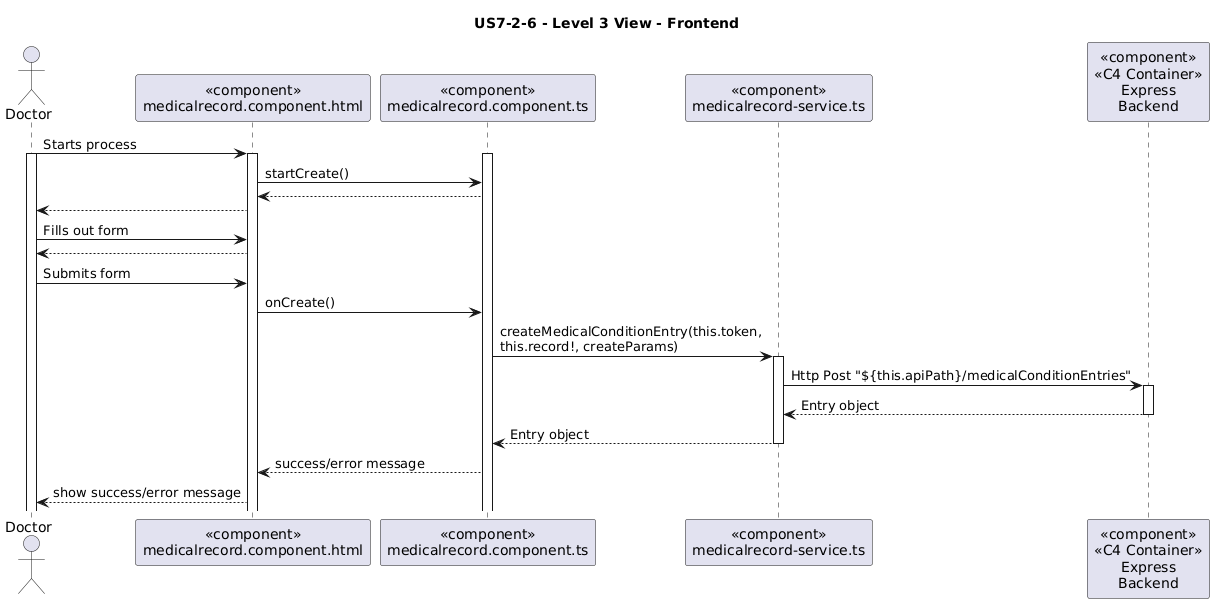 US7-2-6 - Level 3 View - Frontend
Doctor
«component»
medicalrecord.component.html
«component»
medicalrecord.component.ts
«component»
medicalrecord-service.ts
«component»
«C4 Container»
Express
Backend
Starts process
startCreate()
Fills out form
Submits form
onCreate()
createMedicalConditionEntry(this.token,
this.record!, createParams)
Http Post "${this.apiPath}/medicalConditionEntries"
Entry object
Entry object
success/error message
show success/error message
Doctor
«component»
medicalrecord.component.html
«component»
medicalrecord.component.ts
«component»
medicalrecord-service.ts
«component»
«C4 Container»
Express
Backend